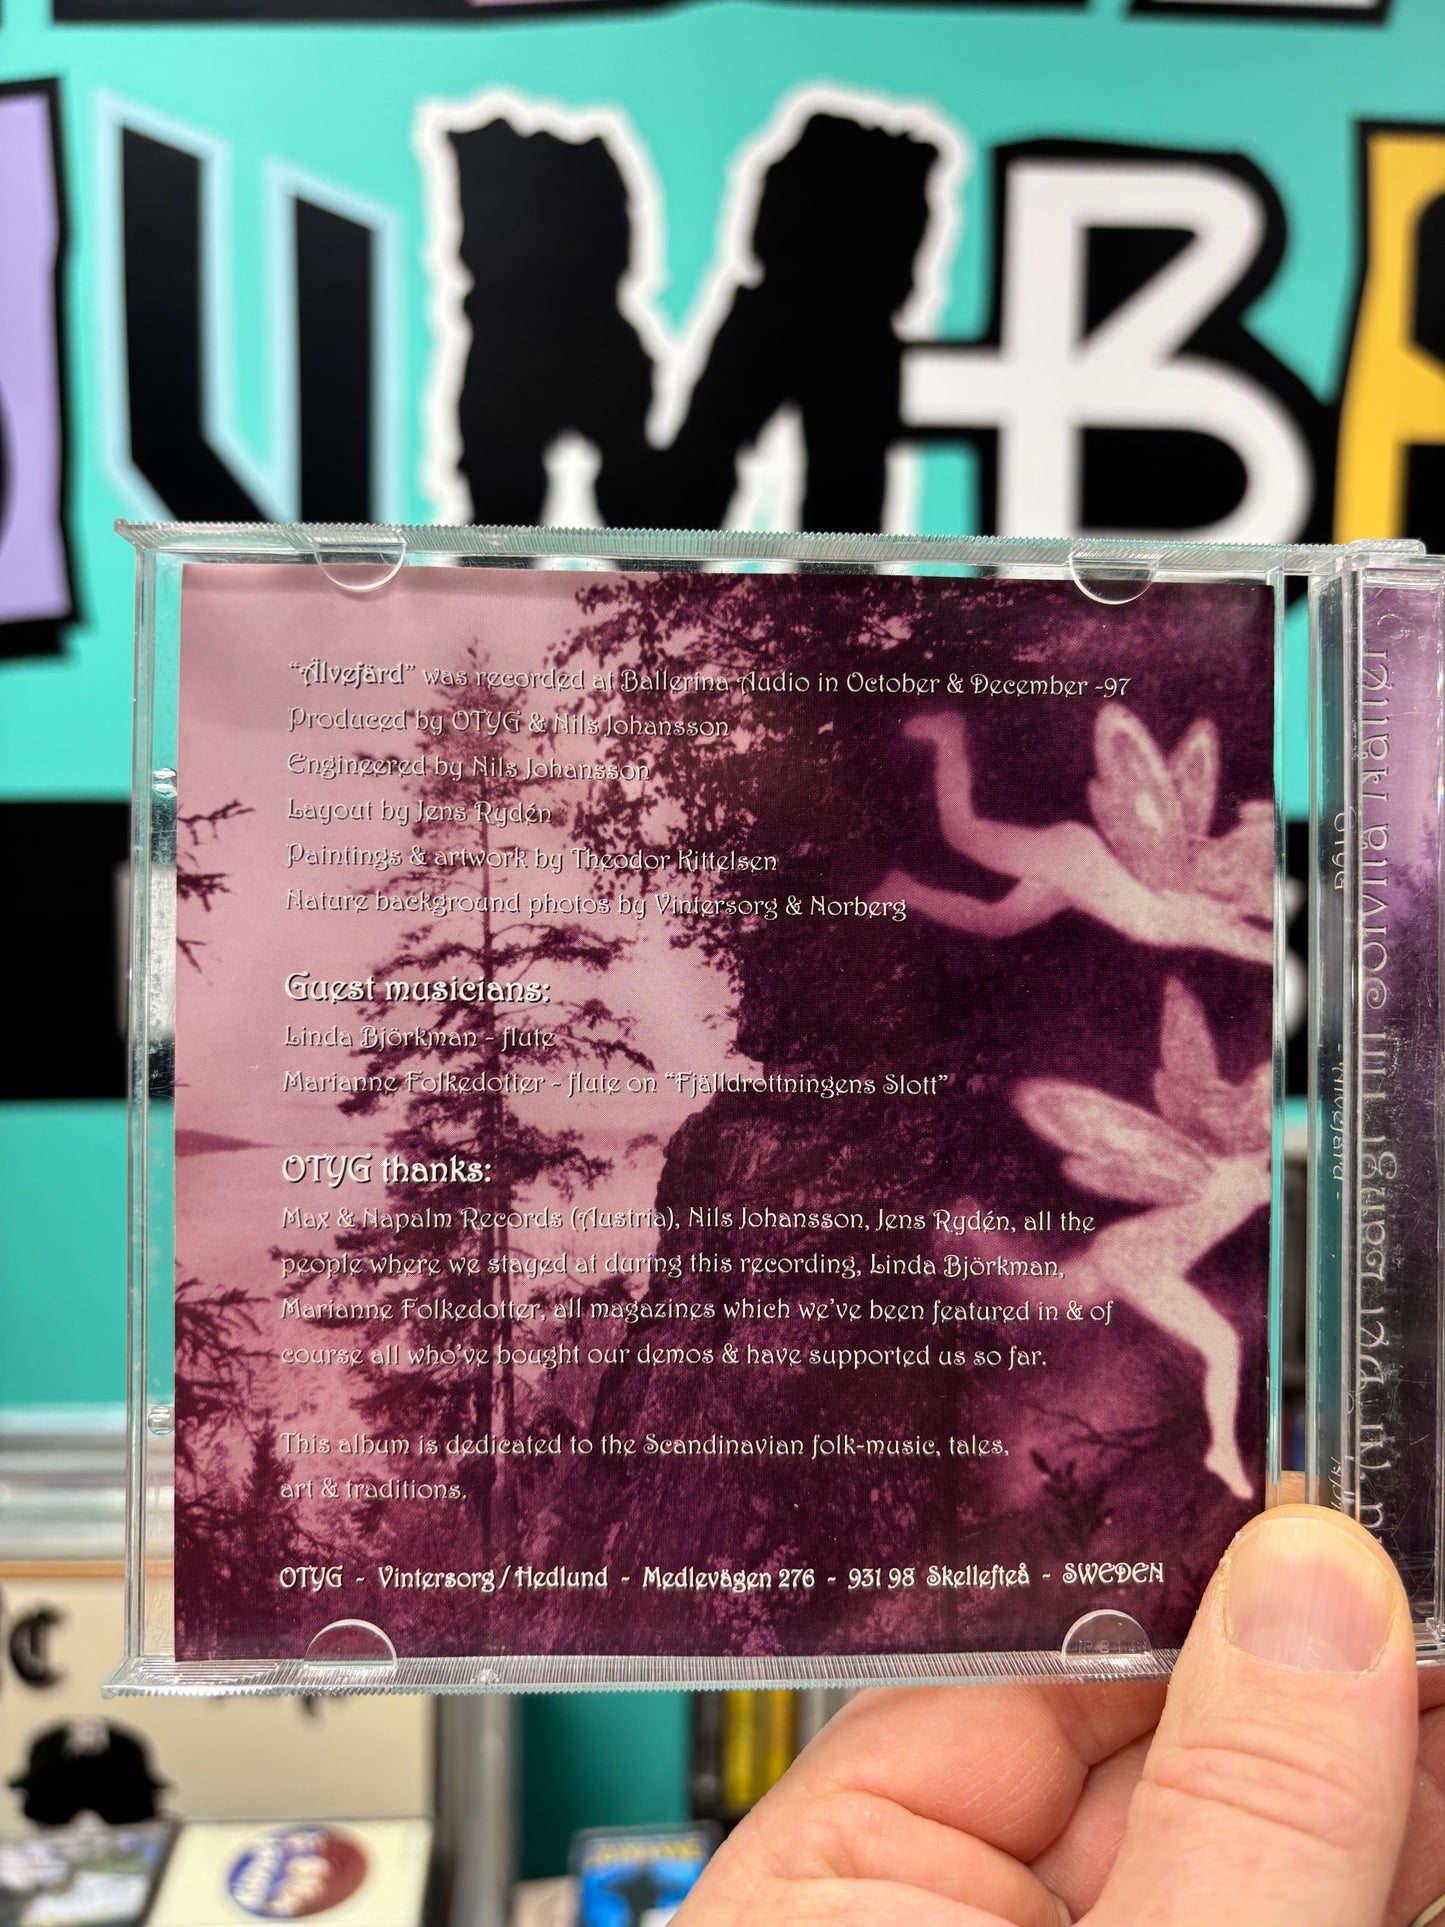 UMB
"Älvefärd" was recorded at Ballerina Audio in October & December -97
Produced by OTYG & Nils Johansson
Engineered by Nils Johansson
Layout by Jens Rydén
Paintings & artwork by Theodor Kittelsen
Nature background photos by Vintersorg & Norberg
Guest musicians:
Linda Björkman - flute
Marianne Folkedotter - flute on "Fjälldrottningens Slott"
OTYG thanks:
Max & Napalm Records (Austria), Nils Johansson, Jens Rydén, all the
people where we stayed at during this recording, Linda Björkman,
Marianne Folkedotter, all magazines which we've been featured in & of
course all who've bought our demos & have supported us so far.
This album is dedicated to the Scandinavian folk-music, tales,
art & traditions.
OTYG - Vintersorg/Hedlund - Medlevägen 276 - 931 98 Skellefteå - SWEDEN